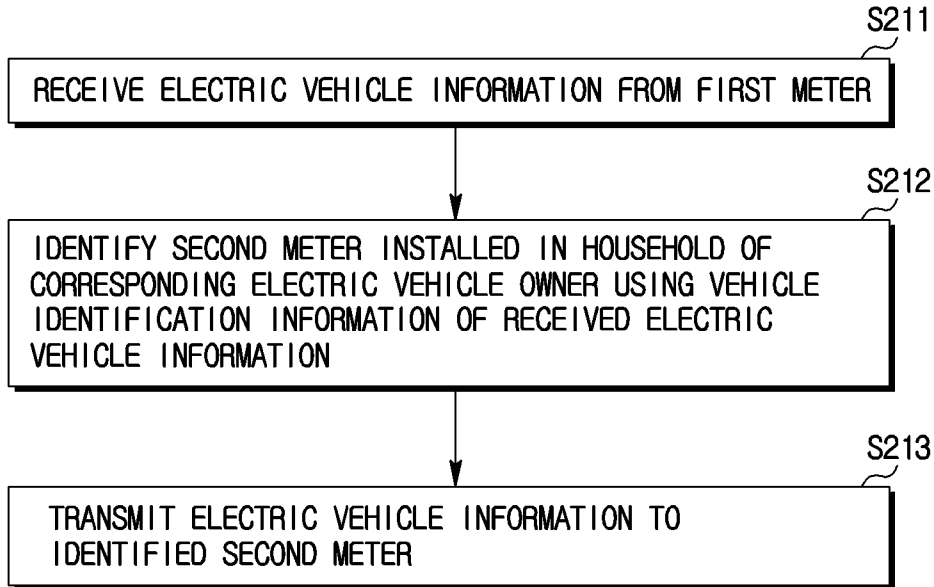 S211
RECEIVE ELECTRIC VEHICLE INFORMATION FROM FIRST METER
S212
IDENTIFY SECOND METER INSTALLED IN HOUSEHOLD OF
CORRESPONDING ELECTRIC VEHICLE OWNER USING VEHICLE
IDENTIFICATION INFORMATION OF RECEIVED ELECTRIC
VEHICLE INFORMATION
S213
TRANSMIT ELECTRIC VEHICLE INFORMATION TO
IDENTIFIED SECOND METER